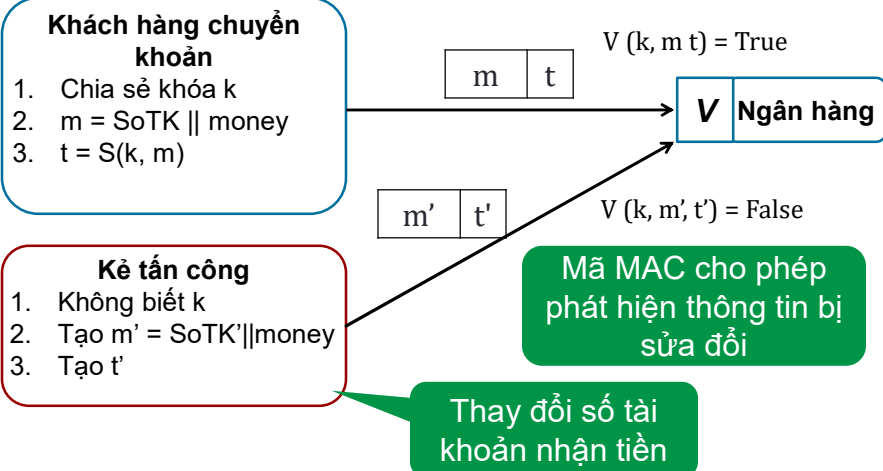 Khách hàng chuyển
khoản
1. Chia sẻ khóa k
2. m = SoTK || money
3. t = S(k, m)
m t
V (k, m t) = True
V Ngân hàng
m’ t'
V (k, m’, t’) = False
Kẻ tấn công
1. Không biết k
2. Tạo m’ = SoTK’||money
3. Tạo t’
Mã MAC cho phép
phát hiện thông tin bị
sửa đổi
Thay đổi số tài
khoản nhận tiền